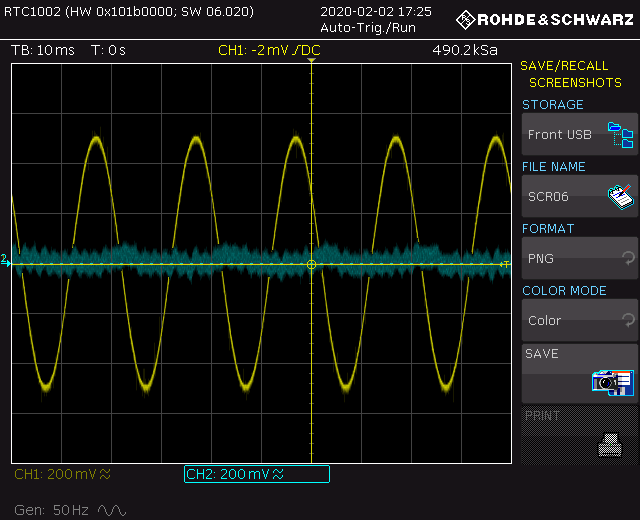 RTC1002 (HW 0x101b0000; SW 06.020)
2020-02-02 17:25
Auto-Trig./Run
ROHDE&SCHWARZ
TB: 10 ms T: 0 s CH1: -2 mV / DC 490.2 kSa
SAVE/RECALL
SCREENSHOTS
STORAGE
Front USB
FILE NAME
SCR06
FORMAT
PNG
COLOR MODE
Color
SAVE
PRINT
2
T
CH1: 200 mV ≈
CH2: 200 mV ≈
Gen: 50 Hz